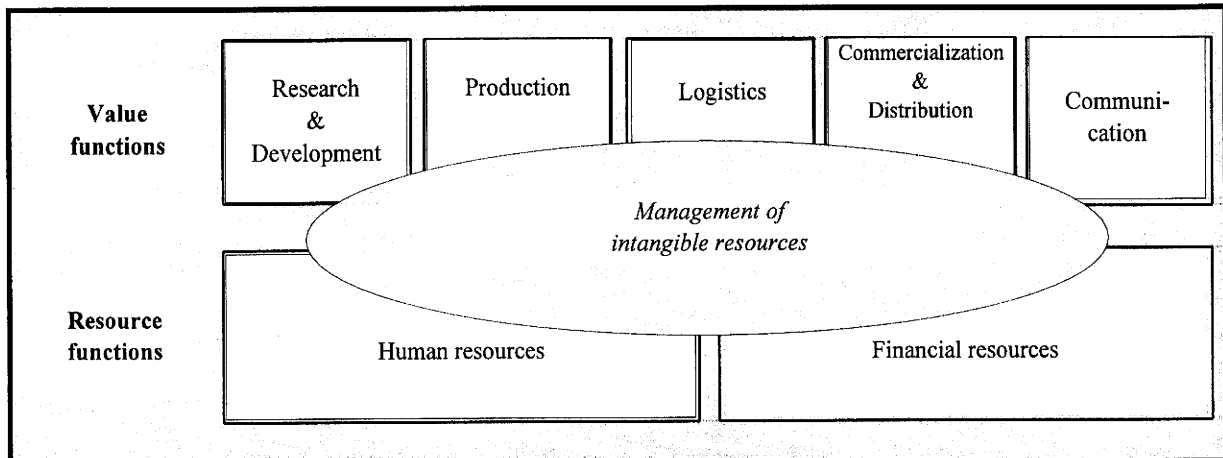 Value
functions
Research
&
Development
Production
Logistics
Commercialization
&
Distribution
Communi-
cation
Management of
intangible resources
Resource
functions
Human resources
Financial resources